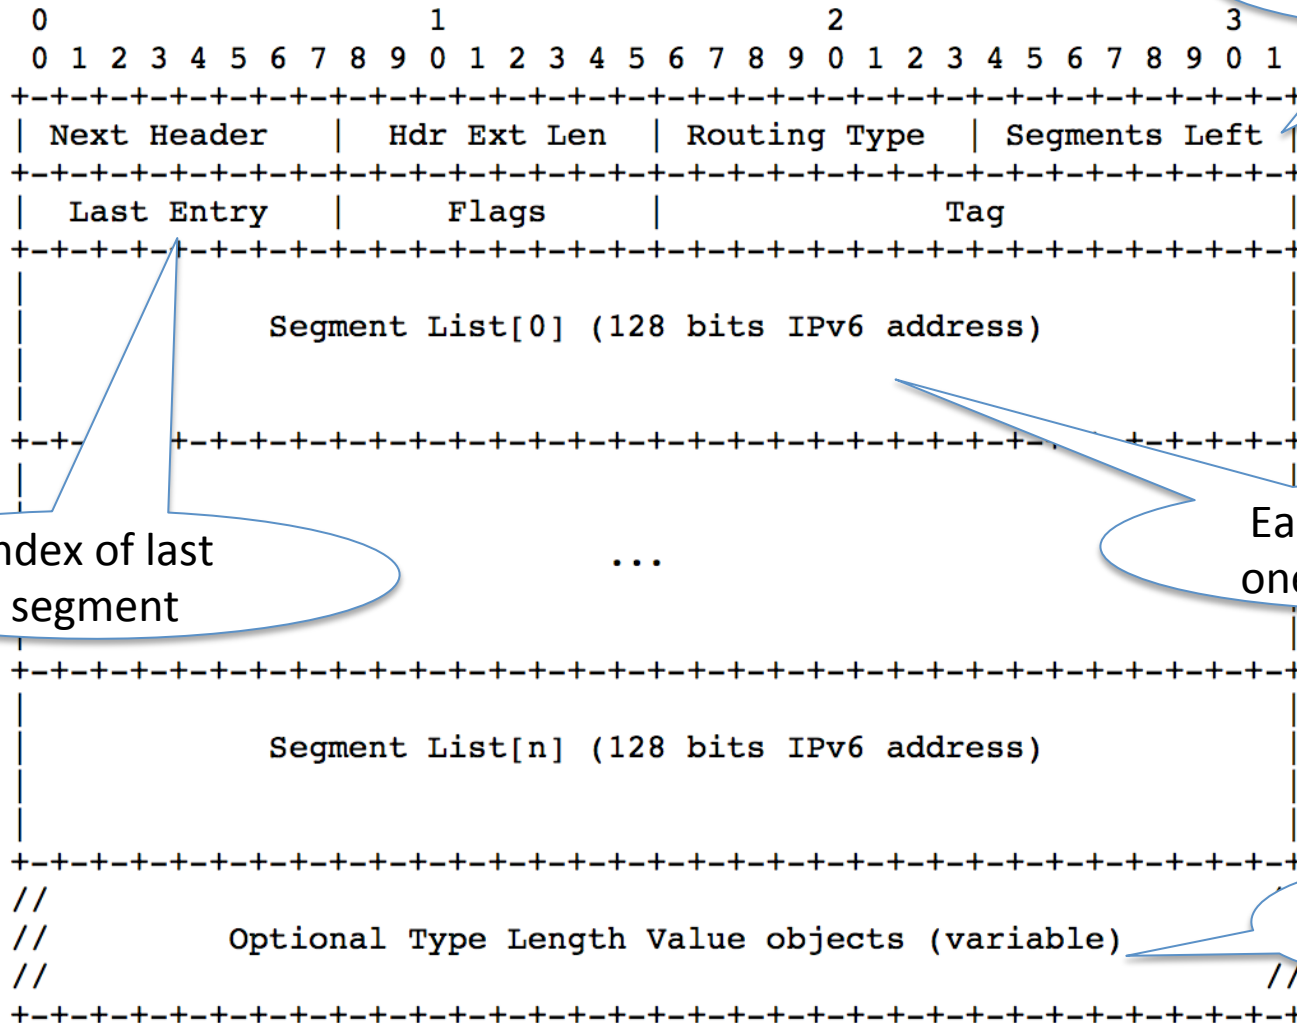 0 1 2 3
0 1 2 3 4 5 6 7 8 9 0 1 2 3 4 5 6 7 8 9 0 1 2 3 4 5 6 7 8 9 0 1
+-+-+-+-+-+-+-+-+-+-+-+-+-+-+-+-+-+-+-+-+-+-+-+-+-+-+-+-+-+-+-+-+
| Next Header | Hdr Ext Len | Routing Type | Segments Left |
+-+-+-+-+-+-+-+-+-+-+-+-+-+-+-+-+-+-+-+-+-+-+-+-+-+-+-+-+-+-+-+-+
| Last Entry | Flags | Tag |
+-+-+-+-+-+-+-+-+-+-+-+-+-+-+-+-+-+-+-+-+-+-+-+-+-+-+-+-+-+-+-+-+
| Segment List[0] (128 bits IPv6 address) |
of last
segment
...
+-+-+-+-+-+-+-+-+-+-+-+-+-+-+-+-+-+-+-+-+-+-+-+-+-+-+-+-+-+-+-+-+
| Segment List[n] (128 bits IPv6 address) |
+-+-+-+-+-+-+-+-+-+-+-+-+-+-+-+-+-+-+-+-+-+-+-+-+-+-+-+-+-+-+-+-+
//
// Optional Type Length Value objects (variable)
// //
+-+-+-+-+-+-+-+-+-+-+-+-+-+-+-+-+-+-+-+-+-+-+-+-+-+-+-+-+-+-+-+-+